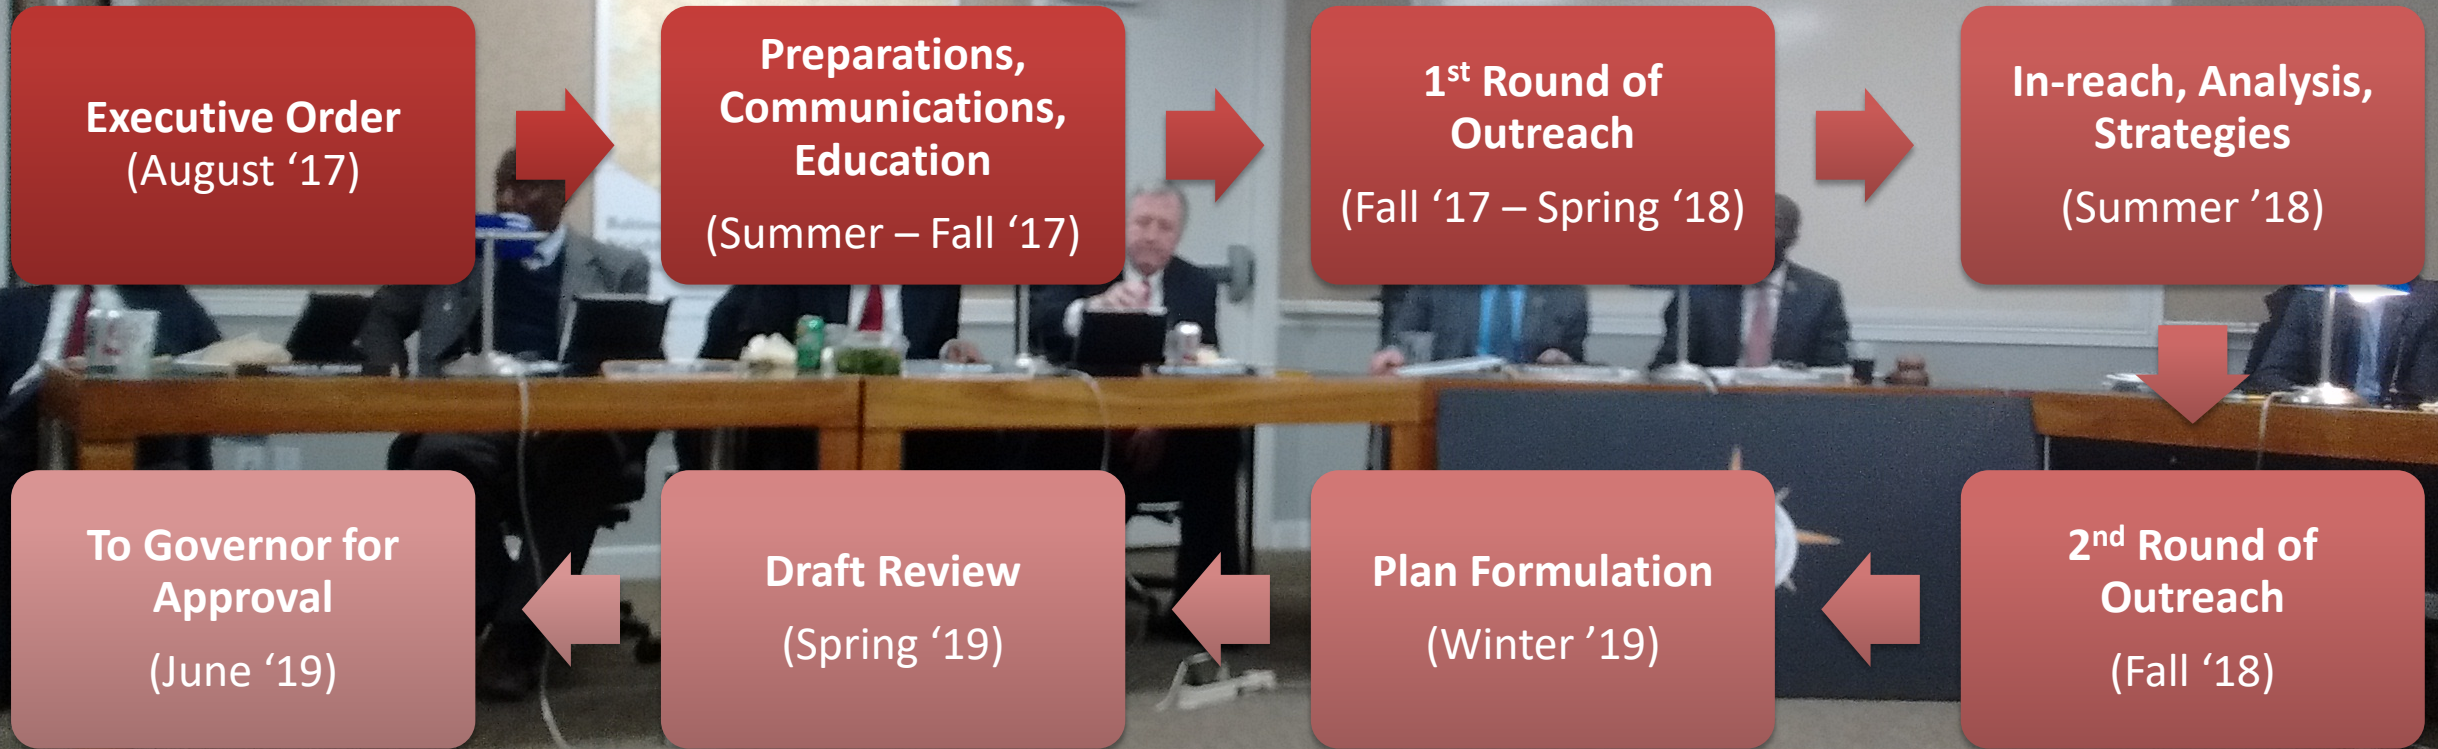 Executive Order
(August ‘17)
Preparations,
Communications,
Education
(Summer – Fall ‘17)
1st Round of
Outreach
(Fall ‘17 – Spring ‘18)
In-reach, Analysis,
Strategies
(Summer ’18)
2nd Round of
Outreach
(Fall ‘18)
Plan Formulation
(Winter ’19)
Draft Review
(Spring ‘19)
To Governor for
Approval
(June ‘19)